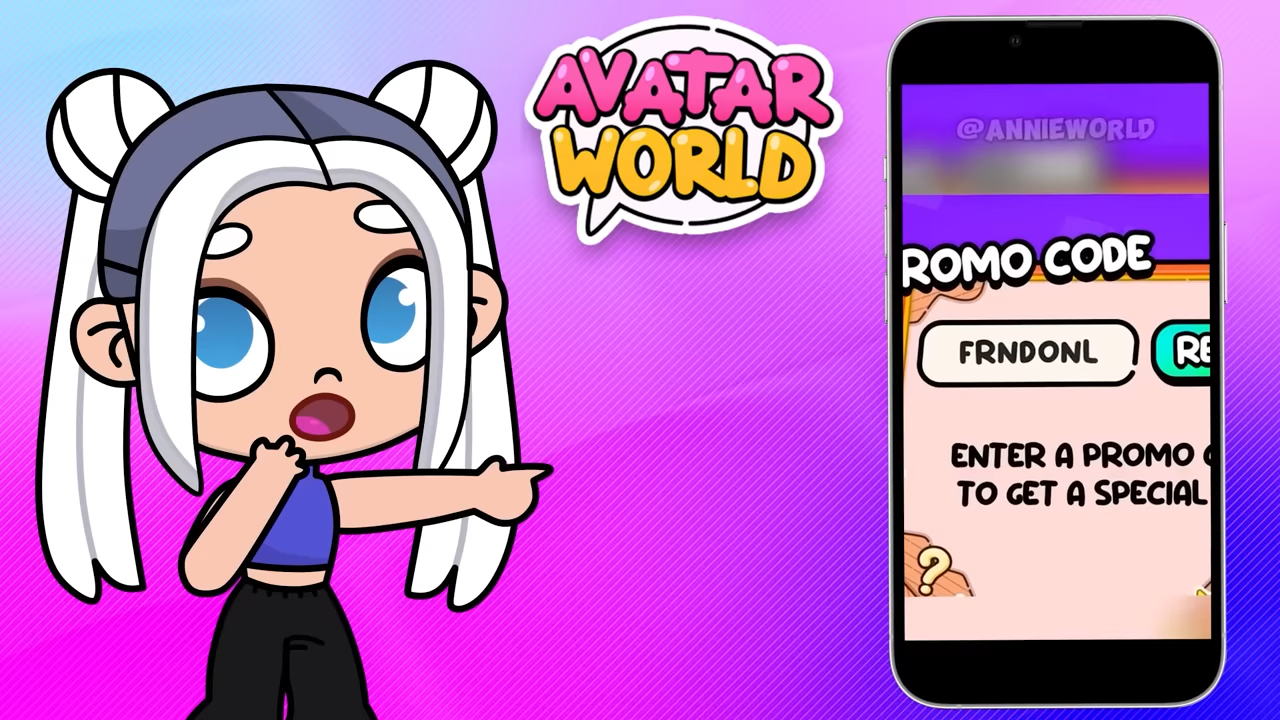 AVATAR
WORLD
@ANNIEWORLD
ROMO CODE
FRNDONL
RE
ENTER A PROMO
TO GET A SPECIAL
?